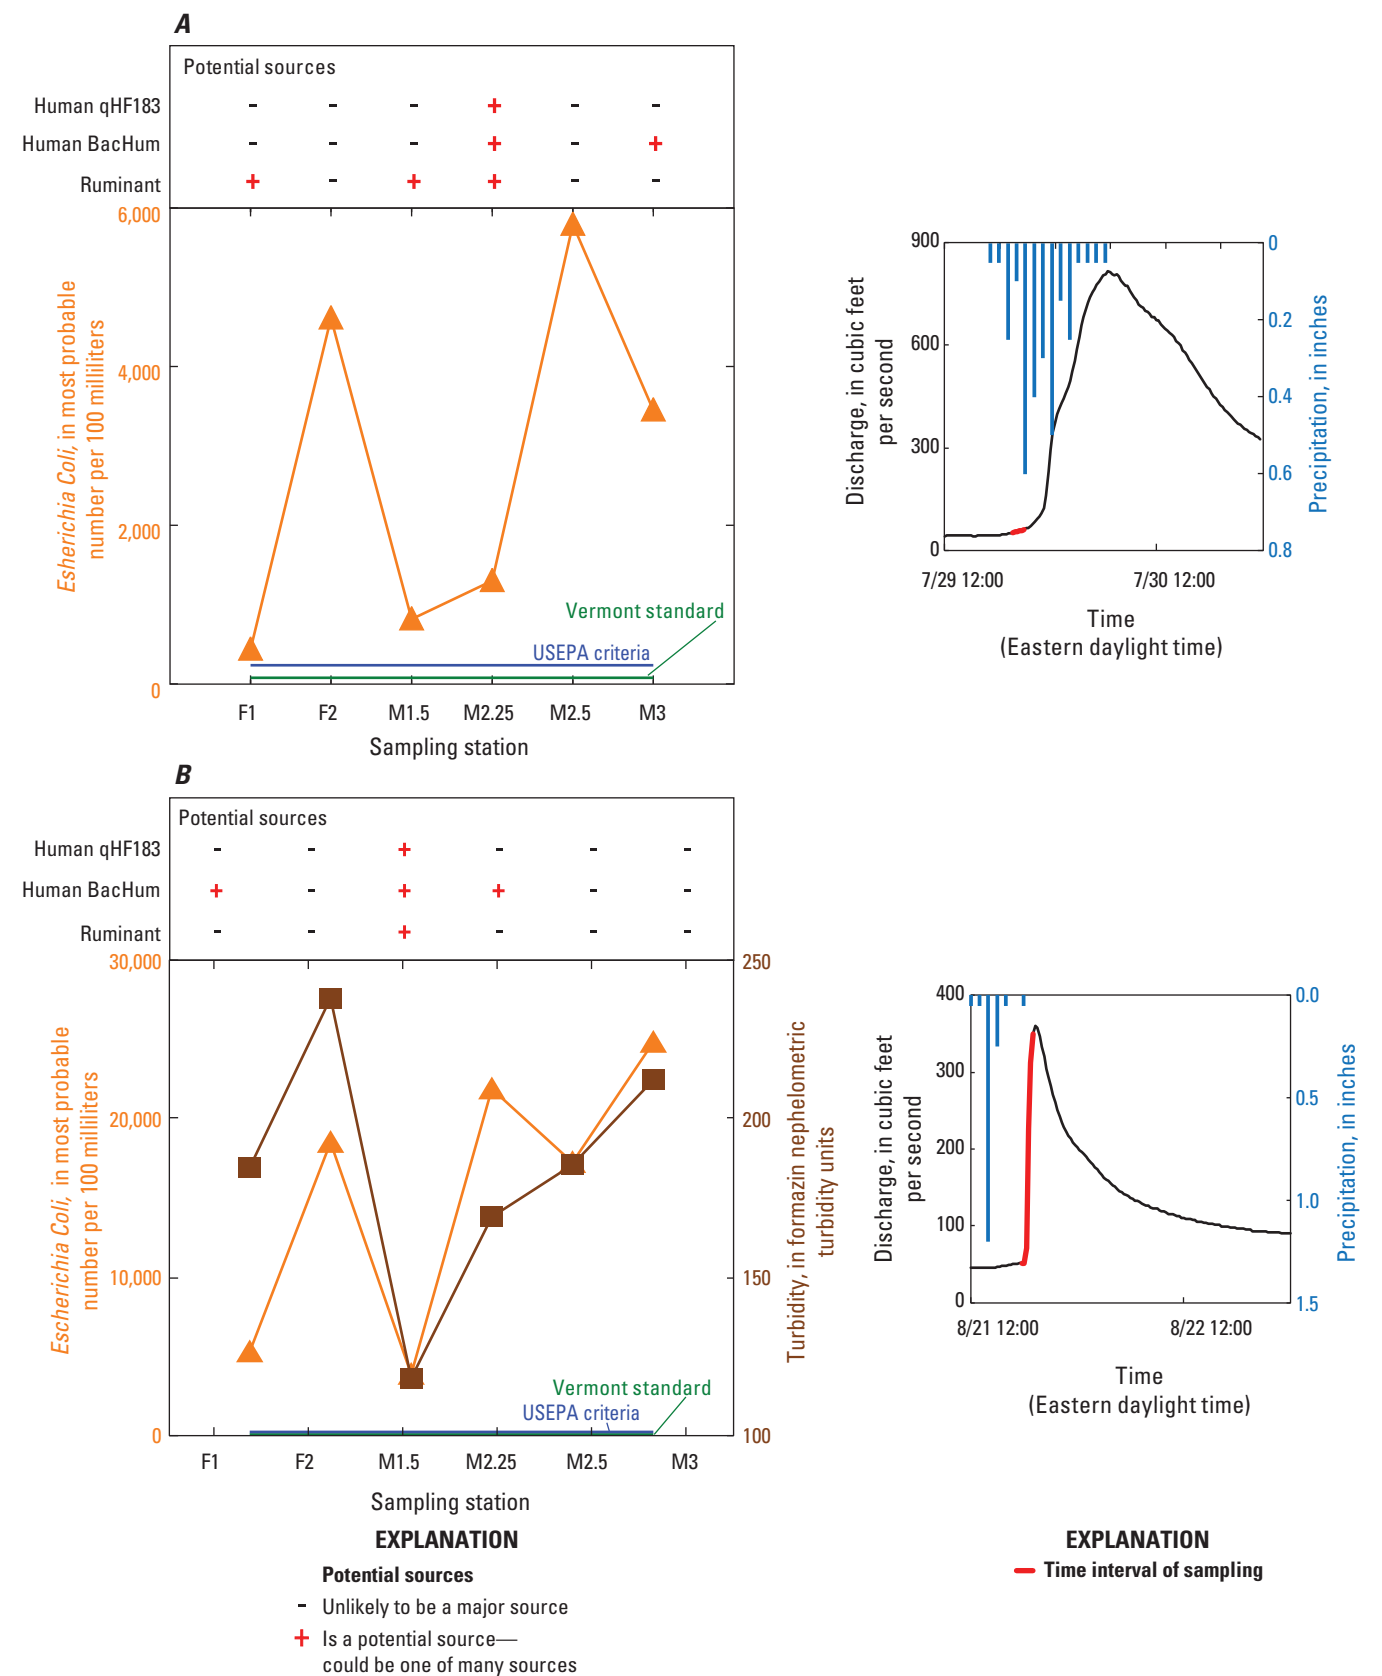 A
Potential sources
Human qHF183 - - - + - -
Human BacHum - - - + - +
Ruminant + - + + - -
6,000
4,000
2,000
0
Esherichia Coli, in most probable
number per 100 milliliters
Vermont standard
USEPA criteria
F1 F2 M1.5 M2.25 M2.5 M3
Sampling station
900
600
300
0
Discharge, in cubic feet
per second
0
0.2
0.4
0.6
0.8
Precipitation, in inches
7/29 12:00 7/30 12:00
Time
(Eastern daylight time)
B
Potential sources
Human qHF183 - - + - - -
Human BacHum + - + + - -
Ruminant - - + - - -
30,000
20,000
10,000
0
Escherichia Coli, in most probable
number per 100 milliliters
250
200
150
100
Turbidity, in formazin nephelometric
turbidity units
Vermont standard
USEPA criteria
F1 F2 M1.5 M2.25 M2.5 M3
Sampling station
400
300
200
100
0
Discharge, in cubic feet
per second
0.0
0.5
1.0
1.5
Precipitation, in inches
8/21 12:00 8/22 12:00
Time
(Eastern daylight time)
EXPLANATION
Potential sources
- Unlikely to be a major source
+ Is a potential source—
could be one of many sources
EXPLANATION
Time interval of sampling